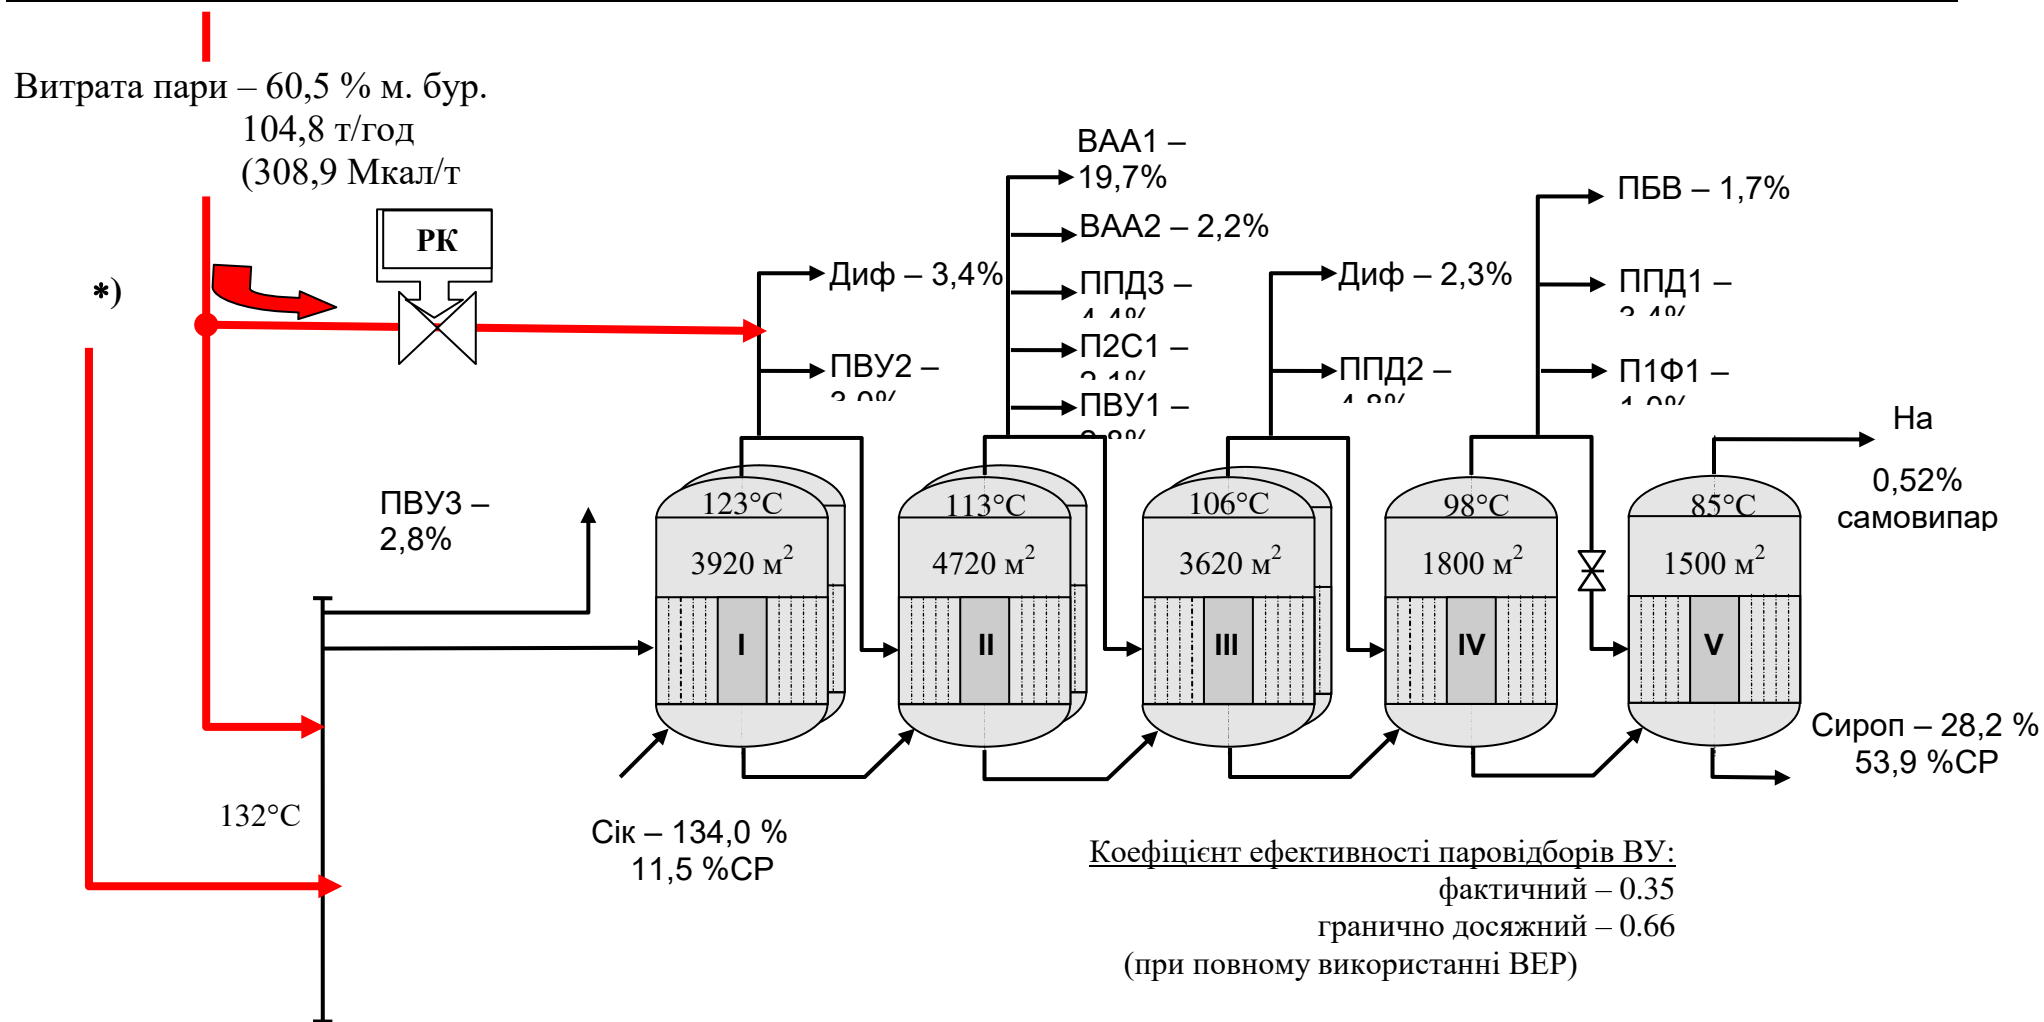 Витрата пари – 60,5 % м. бур.
104,8 т/год
(308,9 Мкал/т
*)
РК
ПВУ3 –
2,8%
132°С
Диф – 3,4%
ПВУ2 –
ВАА1 –
19,7%
ВАА2 – 2,2%
ППД3 –
П2С1 –
ПВУ1 –
Диф – 2,3%
ППД2 –
ПБВ – 1,7%
ППД1 –
П1Ф1 –
На
0,52%
самовипар
123°С
3920 м²
I
113°С
4720 м²
II
106°С
3620 м²
III
98°С
1800 м²
IV
85°С
1500 м²
V
Сік – 134,0 %
11,5 %СР
Сироп – 28,2 %
53,9 %СР
Коефіцієнт ефективності паровідборів ВУ:
фактичний – 0.35
гранично досяжний – 0.66
(при повному використанні ВЕР)